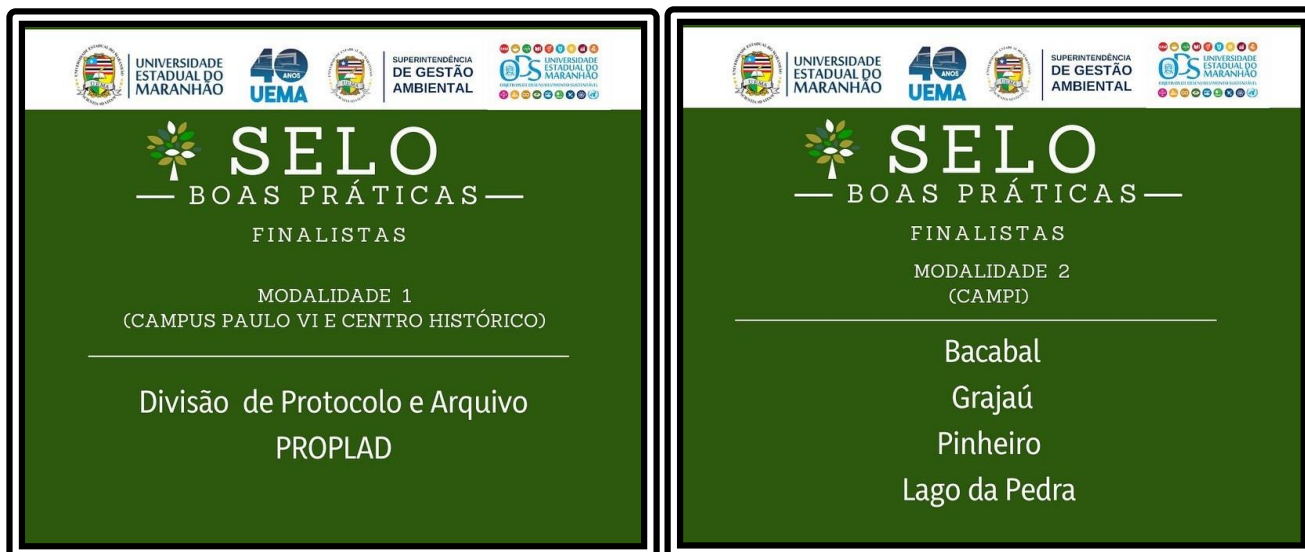 UNIVERSIDADE
ESTADUAL DO
MARANHÃO
40
ANOS
UEMA
SUPERINTENDÊNCIA
DE GESTÃO
AMBIENTAL
ODS
UNIVERSIDADE
ESTADUAL DO
MARANHÃO
SELO
BOAS PRÁTICAS
FINALISTAS
MODALIDADE 1
(CAMPUS PAULO VI E CENTRO HISTÓRICO)
Divisão de Protocolo e Arquivo
PROPLAD
UNIVERSIDADE
ESTADUAL DO
MARANHÃO
40
ANOS
UEMA
SUPERINTENDÊNCIA
DE GESTÃO
AMBIENTAL
ODS
UNIVERSIDADE
ESTADUAL DO
MARANHÃO
SELO
BOAS PRÁTICAS
FINALISTAS
MODALIDADE 2
(CAMPI)
Bacabal
Grajaú
Pinheiro
Lago da Pedra